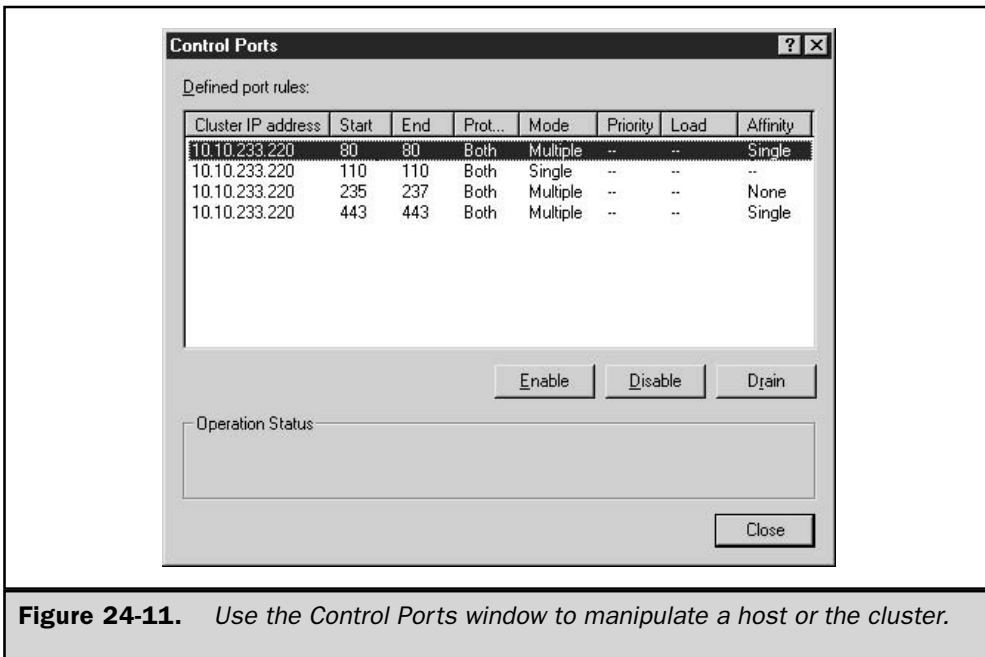 Control Ports
Defined port rules:
Cluster IP address Start End Prot... Mode Priority Load Affinity
10.10.233.220 80 80 Both Multiple -- -- Single
10.10.233.220 110 110 Both Single -- -- --
10.10.233.220 235 237 Both Multiple -- -- None
10.10.233.220 443 443 Both Multiple -- -- Single
Enable Disable Drain
Operation Status
Close
Figure 24-11. Use the Control Ports window to manipulate a host or the cluster.